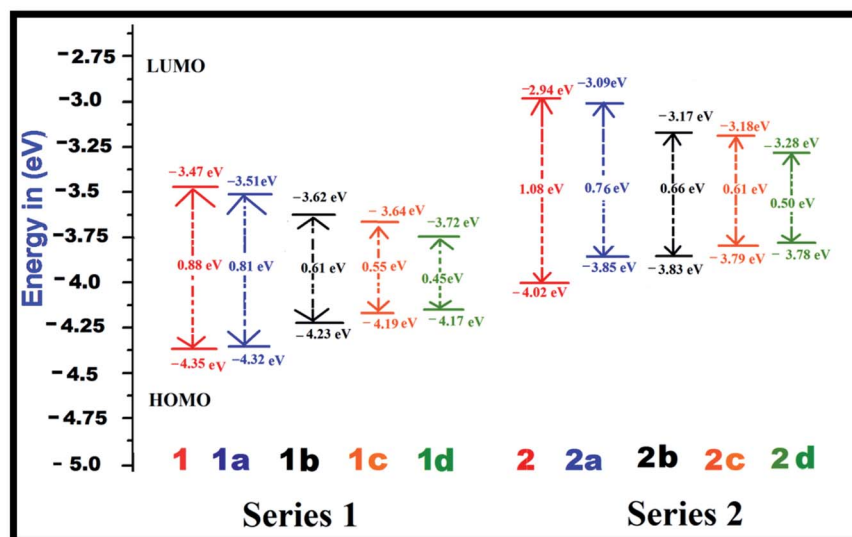 -2.75
LUMO
-3.0
-3.25
-3.5
-3.75
-4.0
-4.25
-4.5
HOMO
-4.75
-5.0
Energy in (eV)
−3.47 eV
0.88 eV
−4.35 eV
−3.51eV
0.81 eV
−4.32 eV
−3.62 eV
0.61 eV
−4.23 eV
− 3.64 eV
0.55 eV
− 4.19 eV
−3.72 eV
0.45eV
− 4.17 eV
−2.94 eV
1.08 eV
−4.02 eV
−3.09eV
0.76 eV
−3.85 eV
−3.17 eV
0.66 eV
−3.83 eV
−3.18eV
0.61 eV
− 3.79 eV
−3.28 eV
0.50 eV
− 3.78 eV
1 1a 1b 1c 1d 2 2a 2b 2c 2d
Series 1 Series 2